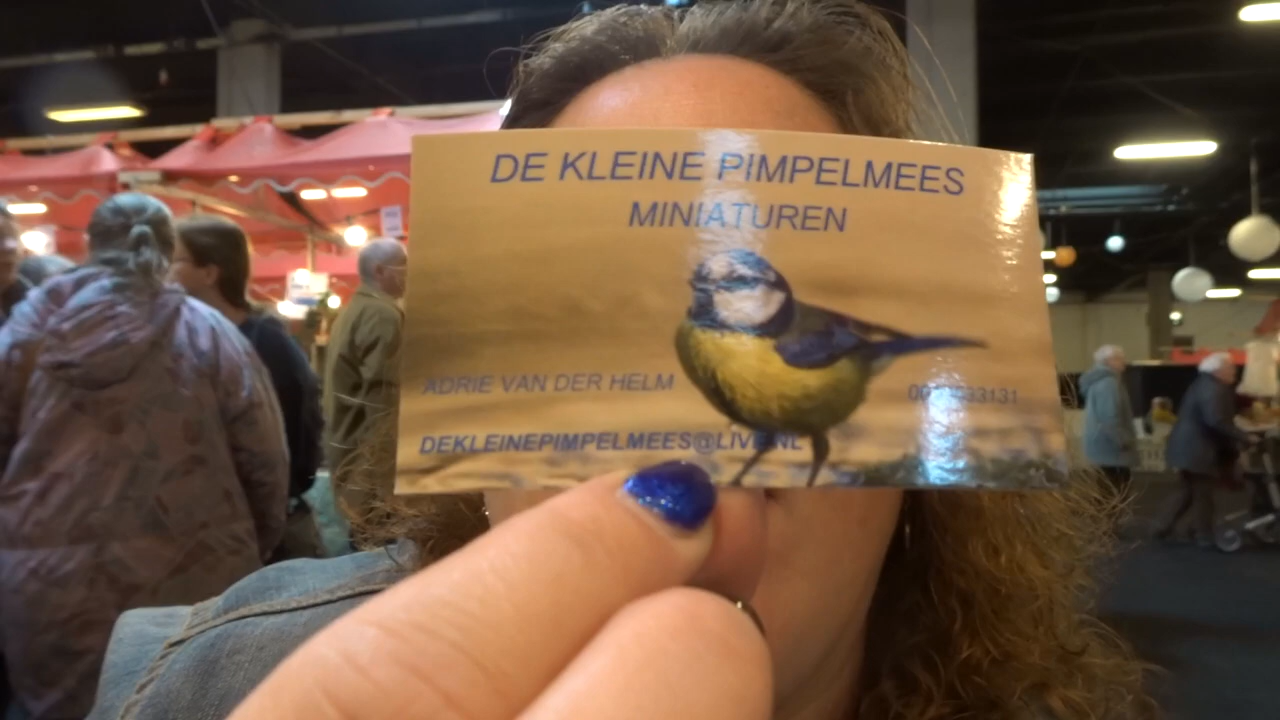 DE KLEINE PIMPELMEES
MINIATUREN
ADRIE VAN DER HELM
DEKLEINEPIMPELMEES@LIVE.NL